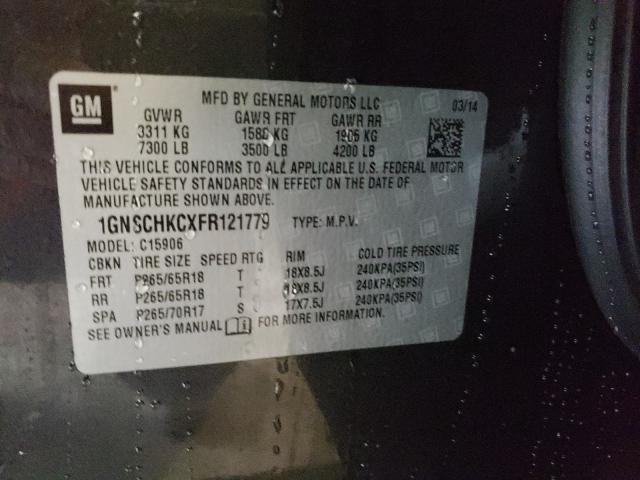 GM
MFD BY GENERAL MOTORS LLC 03/14
GVWR GAWR FRT GAWR RR
3311 KG 1588 KG 1905 KG
7300 LB 3500 LB 4200 LB
THIS VEHICLE CONFORMS TO ALL APPLICABLE U.S. FEDERAL MOTOR
VEHICLE SAFETY STANDARDS IN EFFECT ON THE DATE OF
MANUFACTURE SHOWN ABOVE.
1GNSCHKCXFR121779 TYPE: M.P.V.
MODEL: C15906
CBKN TIRE SIZE SPEED RTG RIM COLD TIRE PRESSURE
FRT P265/65R18 T 18X8.5J 240KPA(35PSI)
RR P265/65R18 T 18X8.5J 240KPA(35PSI)
SPA P265/70R17 S 17X7.5J 240KPA(35PSI)
SEE OWNER'S MANUAL FOR MORE INFORMATION.